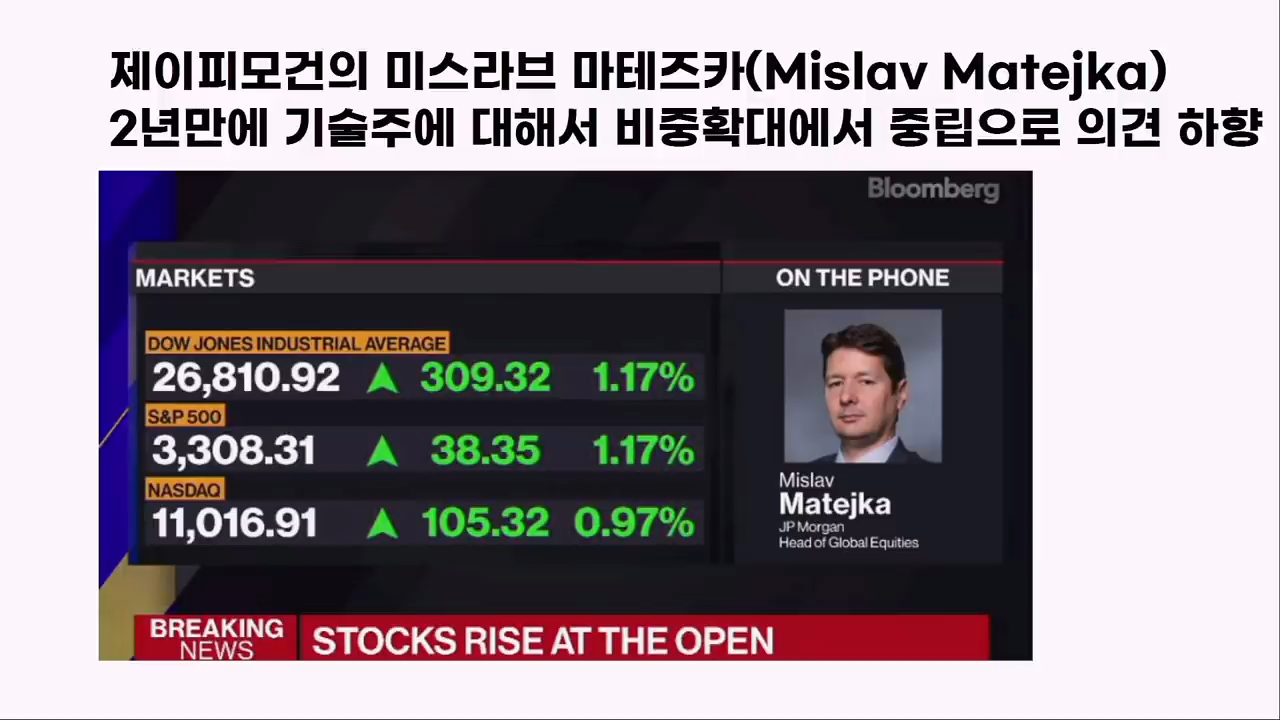 제이피모건의 미스라브 마테즈카(Mislav Matejka)
2년만에 기술주에 대해서 비중확대에서 중립으로 의견 하향
Bloomberg
MARKETS
ON THE PHONE
DOW JONES INDUSTRIAL AVERAGE
26,810.92 ▲ 309.32 1.17%
S&P 500
3,308.31 ▲ 38.35 1.17%
NASDAQ
11,016.91 ▲ 105.32 0.97%
Mislav
Matejka
JP Morgan
Head of Global Equities
BREAKING
NEWS
STOCKS RISE AT THE OPEN